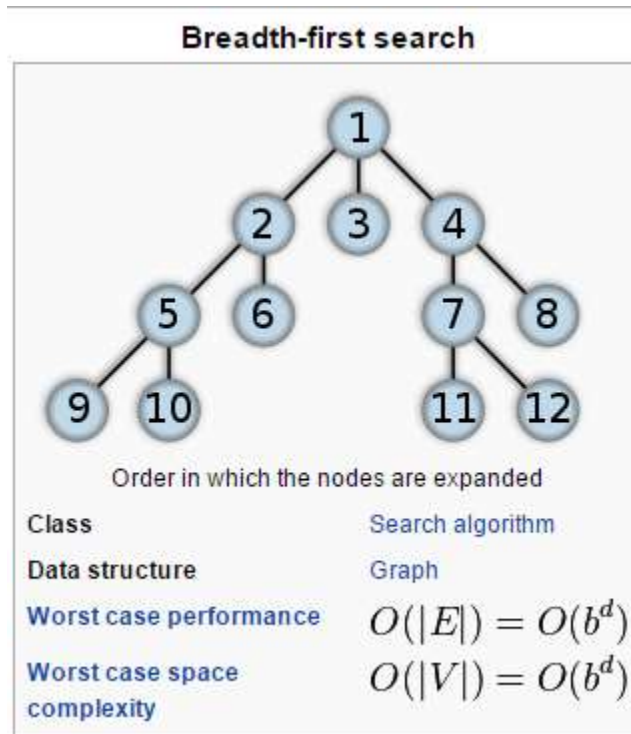 Breadth-first search
1
2 3 4
5 6 7 8
9 10 11 12
Order in which the nodes are expanded
Class Search algorithm
Data structure Graph
Worst case performance O(|E|) = O(b^d)
Worst case space O(|V|) = O(b^d)
complexity